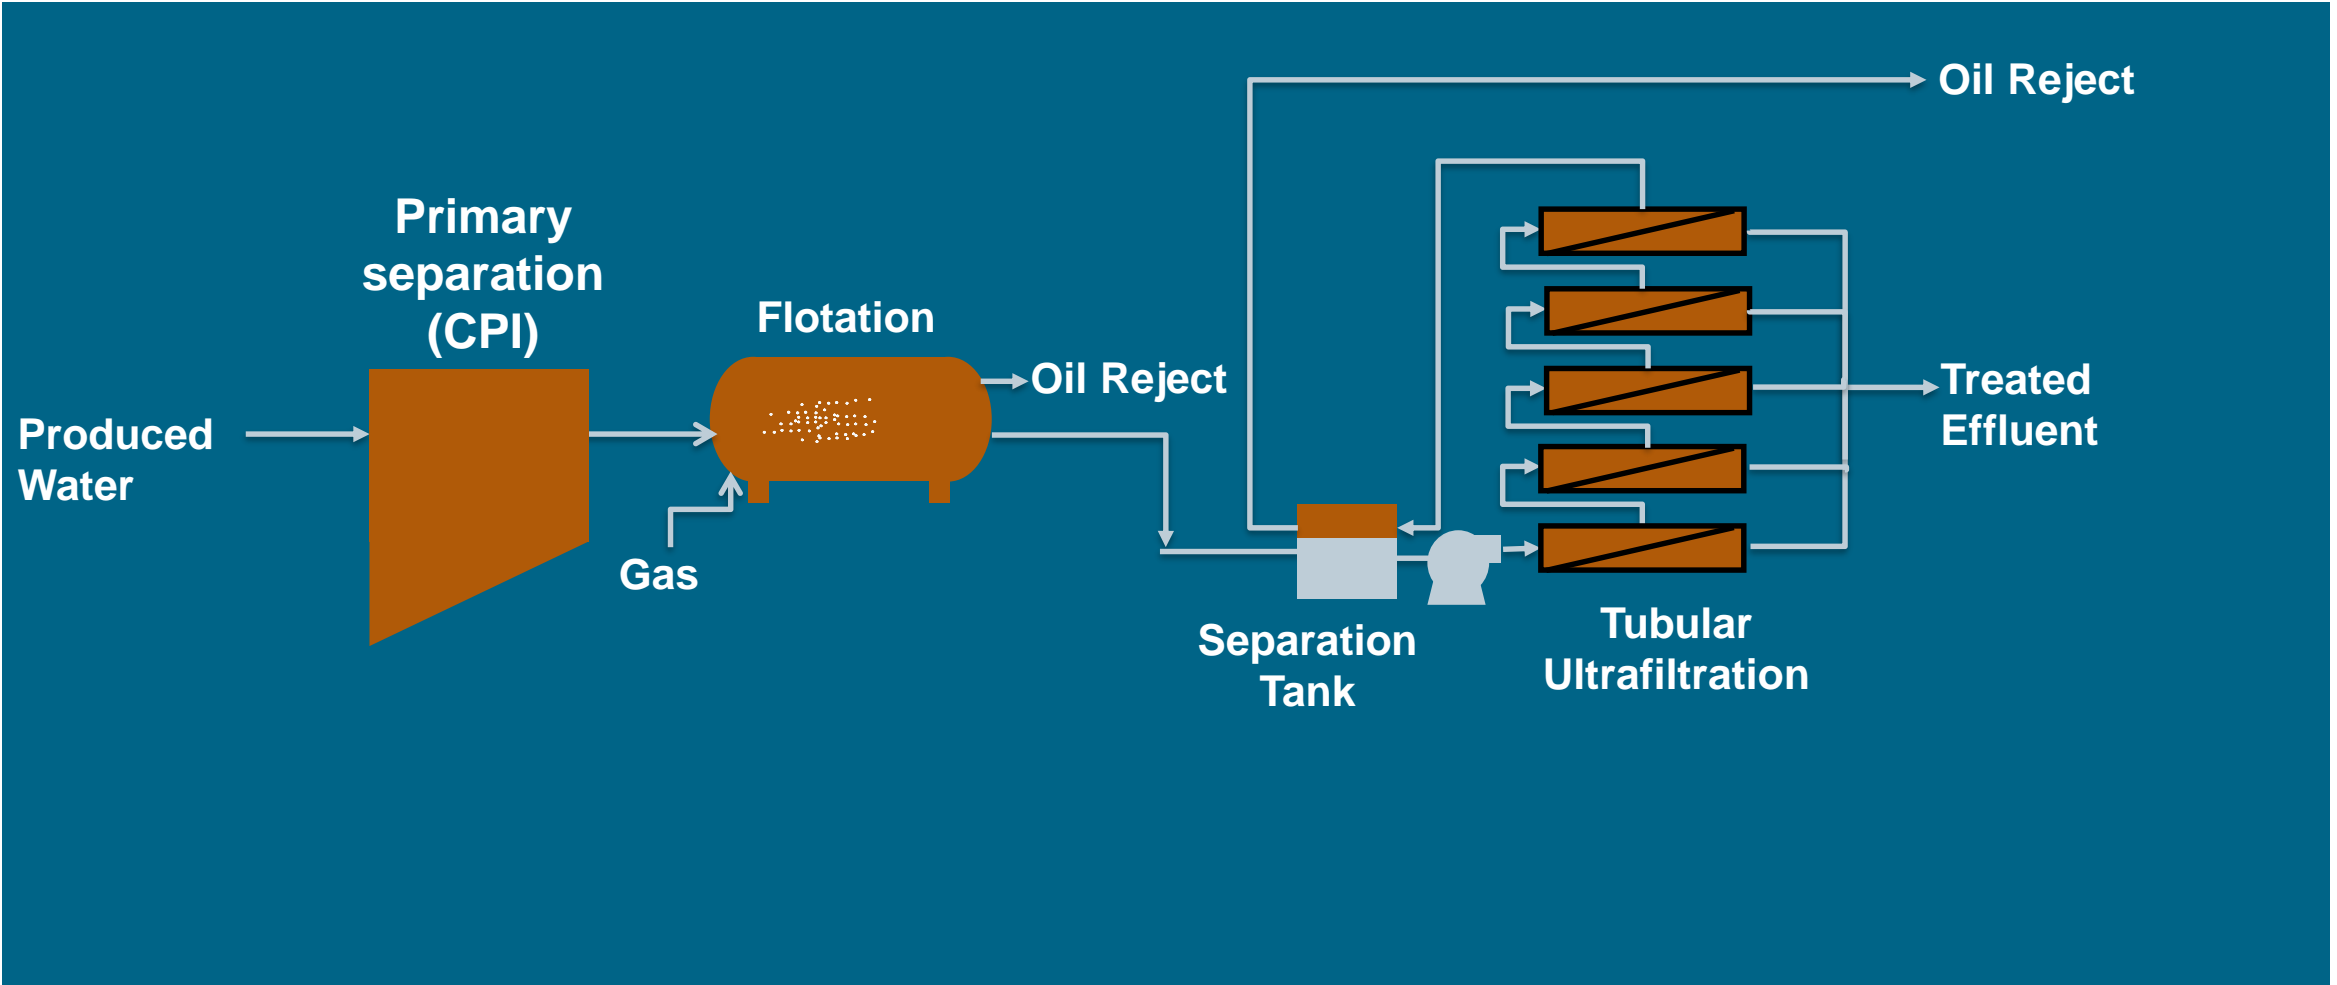 Oil Reject
Primary
separation
(CPI)
Flotation
Oil Reject
Produced
Water
Gas
Treated
Effluent
Separation
Tank
Tubular
Ultrafiltration